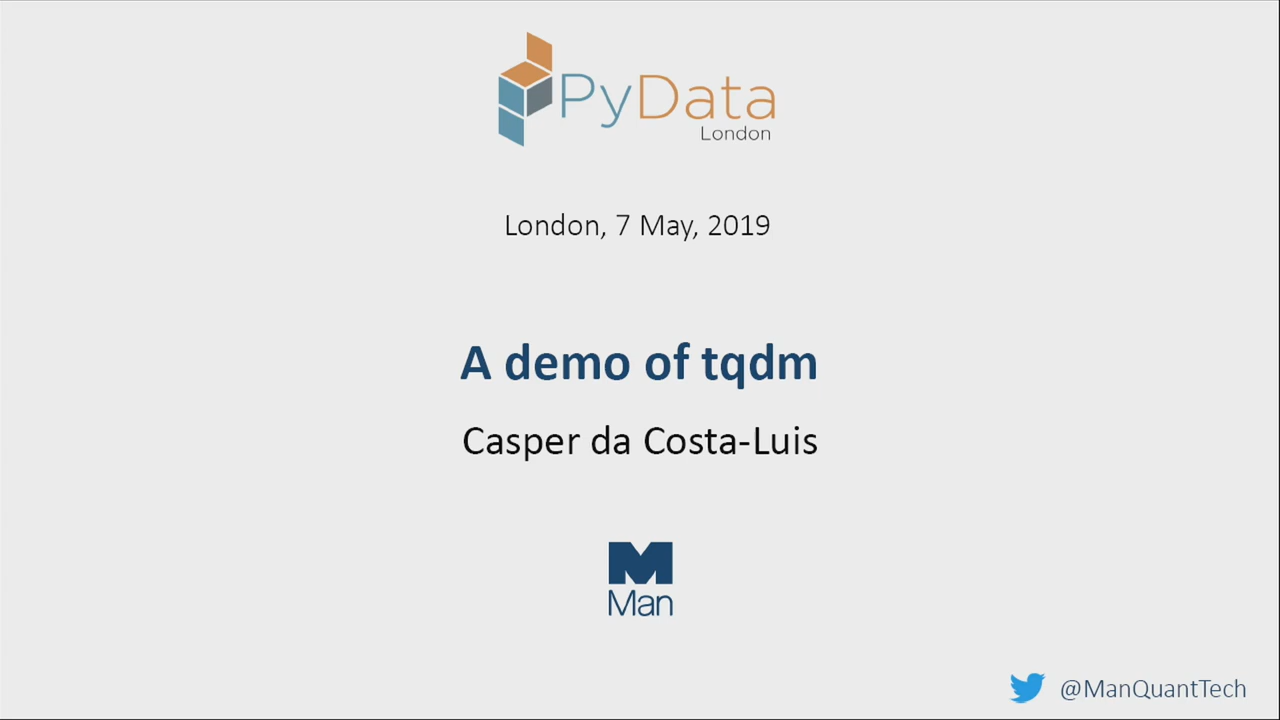 PyData
London
London, 7 May, 2019
A demo of tqdm
Casper da Costa-Luis
M
Man
@ManQuantTech